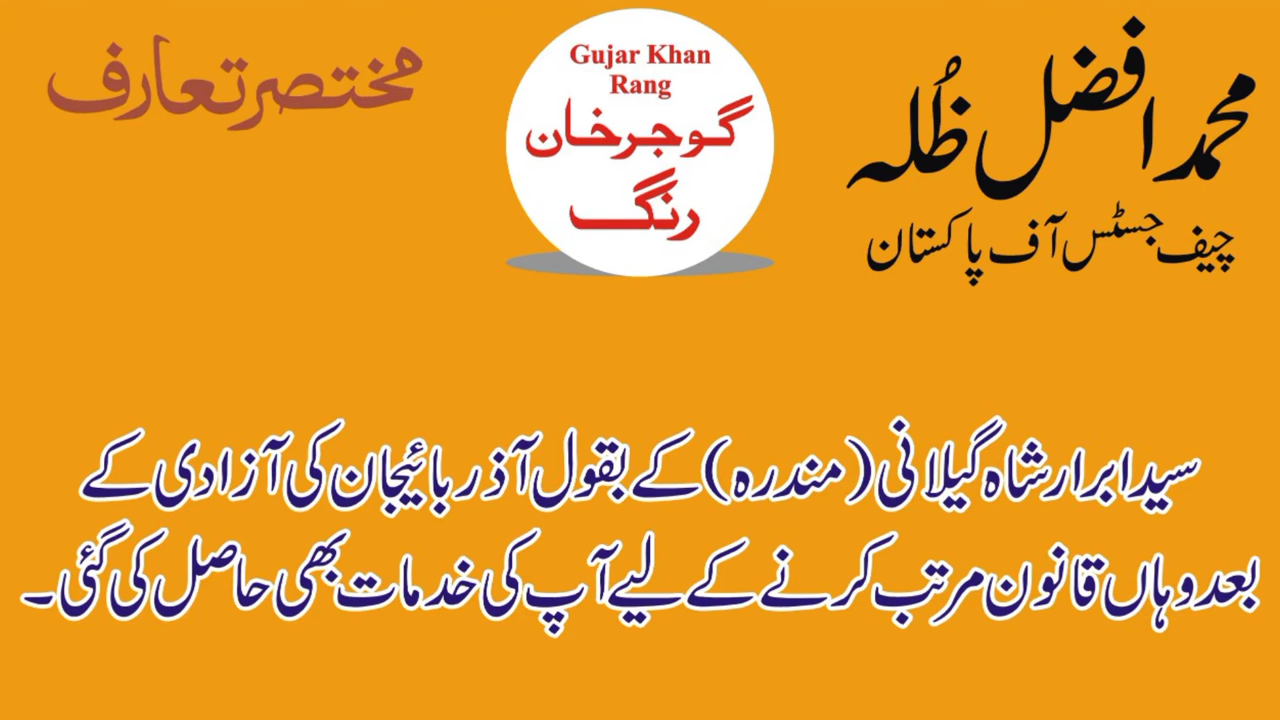 محمد افضل ظُلہ
چیف جسٹس آف پاکستان
Gujar Khan
Rang
گوجرخان
رنگ
مختصر تعارف
سید ابرار شاہ گیلانی (مندرہ) کے بقول آذربائیجان کی آزادی کے
بعد وہاں قانون مرتب کرنے کے لیے آپ کی خدمات بھی حاصل کی گئی۔